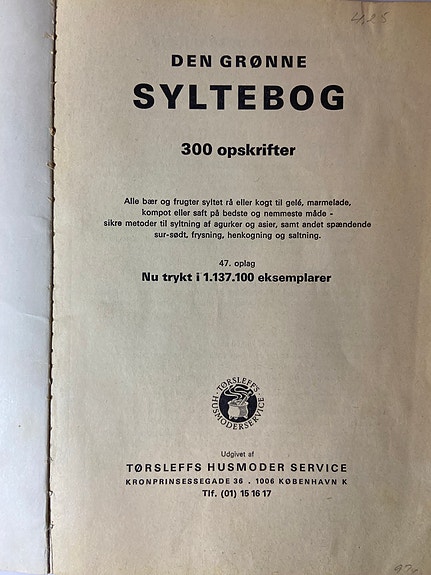 DEN GRØNNE
SYLTEBOG
300 opskrifter
Alle bær og frugter syltet rå eller kogt til gelé, marmelade,
kompot eller saft på bedste og nemmeste måde -
sikre metoder til syltning af agurker og asier, samt andet spændende
sur-sødt, frysning, henkogning og saltning.
47. oplag
Nu trykt i 1.137.100 eksemplarer
· TØRSLEFFS ·
HUSMODERSERVICE
Udgivet af
TØRSLEFFS HUSMODER SERVICE
KRONPRINSESSEGADE 36 . 1006 KØBENHAVN K
Tlf. (01) 15 16 17